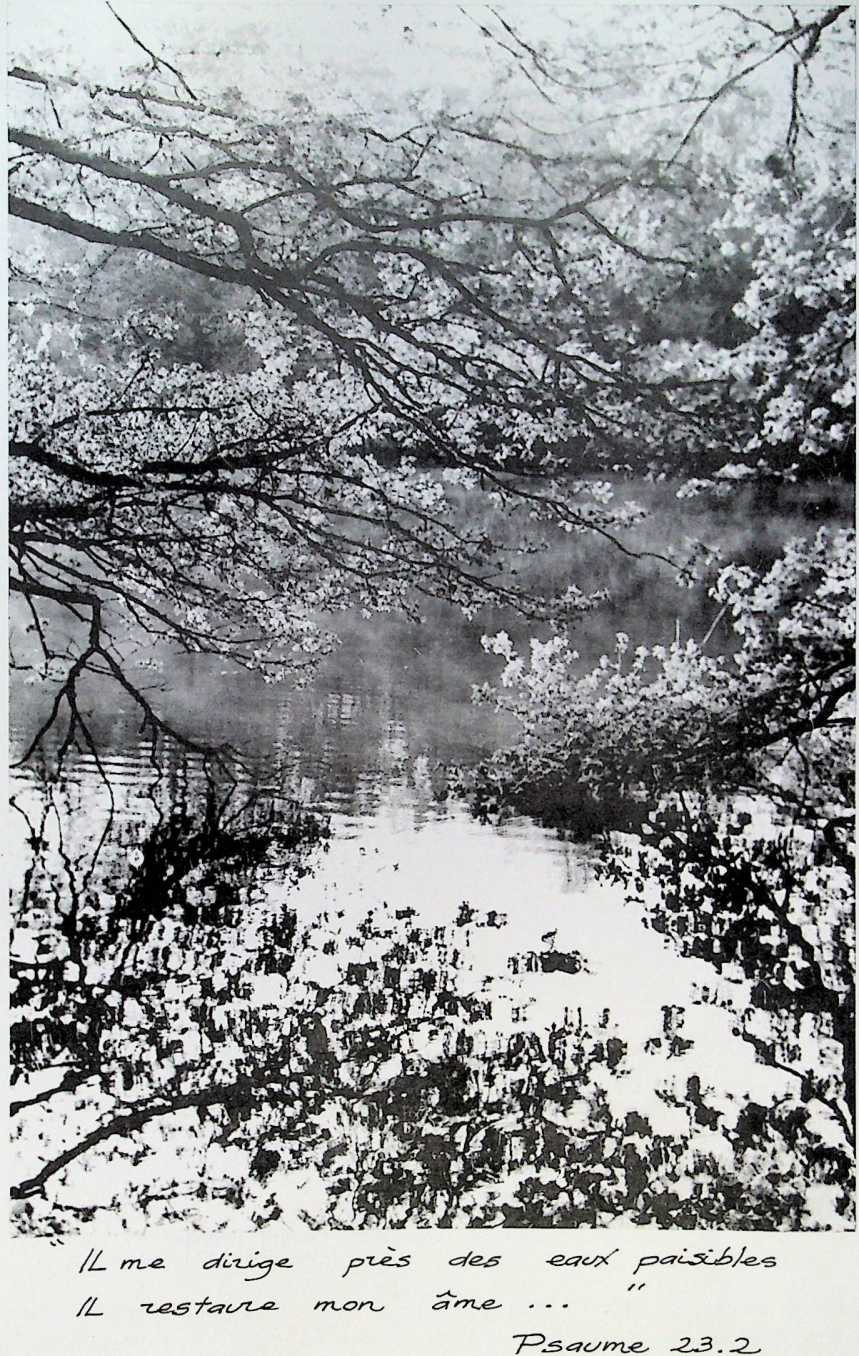 "IL me dirige près des eaux paisibles
IL restaure mon âme ... "
Psaume 23.2